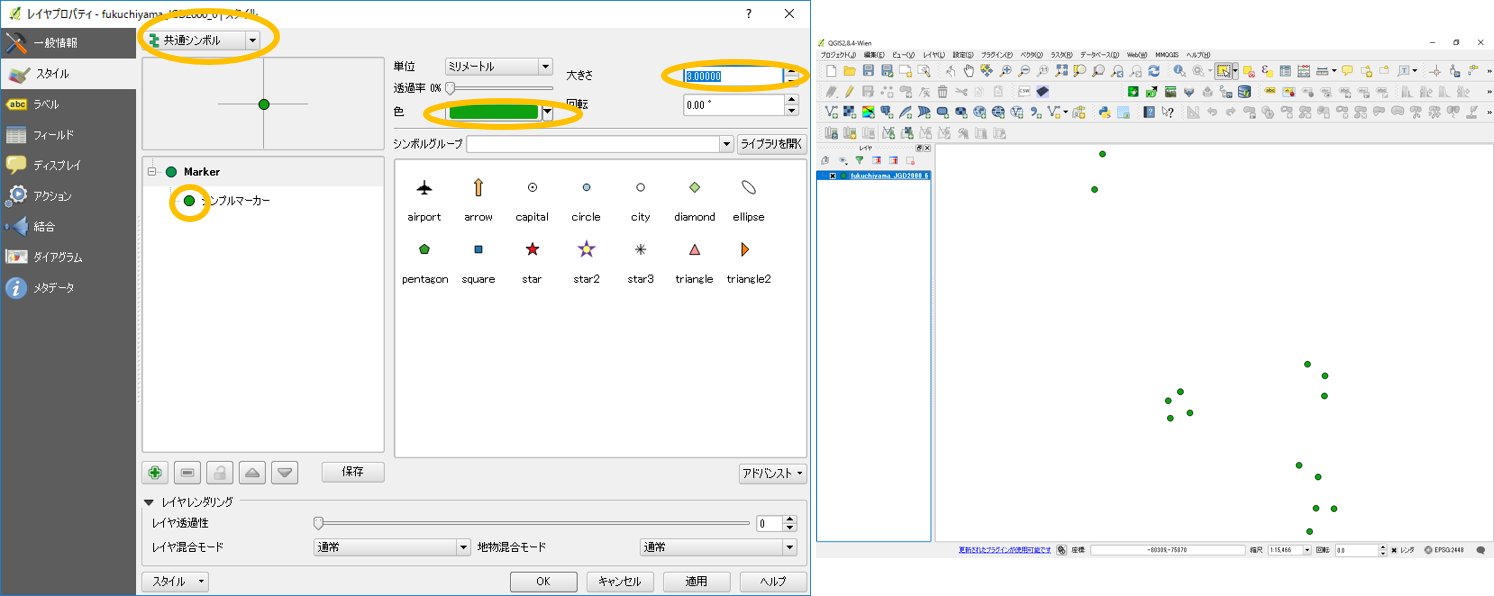 レイヤプロパティ - fukuchiyama_JGD2000_6 | スタイル
一般情報
スタイル
ラベル
フィールド
ディスプレイ
アクション
結合
ダイアグラム
メタデータ
共通シンボル
単位
ミリメートル
大きさ
3.00000
透過率 0%
回転
0.00 °
色
シンボルグループ
ライブラリを開く
Marker
シンプルマーカー
airport
arrow
capital
circle
city
diamond
ellipse
pentagon
square
star
star2
star3
triangle
triangle2
保存
アドバンスト
レイヤレンダリング
レイヤ透過性
0
レイヤ混合モード
通常
地物混合モード
通常
スタイル
OK
キャンセル
適用
ヘルプ
QGIS2.8.4-Wien
プロジェクト(J) 編集(E) ビュー(V) レイヤ(L) 設定(S) プラグイン(P) ベクタ(O) ラスタ(R) データベース(D) Web(W) MMQGIS ヘルプ(H)
レイヤ
fukuchiyama_JGD2000_6
更新されたプラグインが使用可能です
座標:
-80309,-75870
縮尺
1:15,466
回転
0.0
レンダ
EPSG:2448